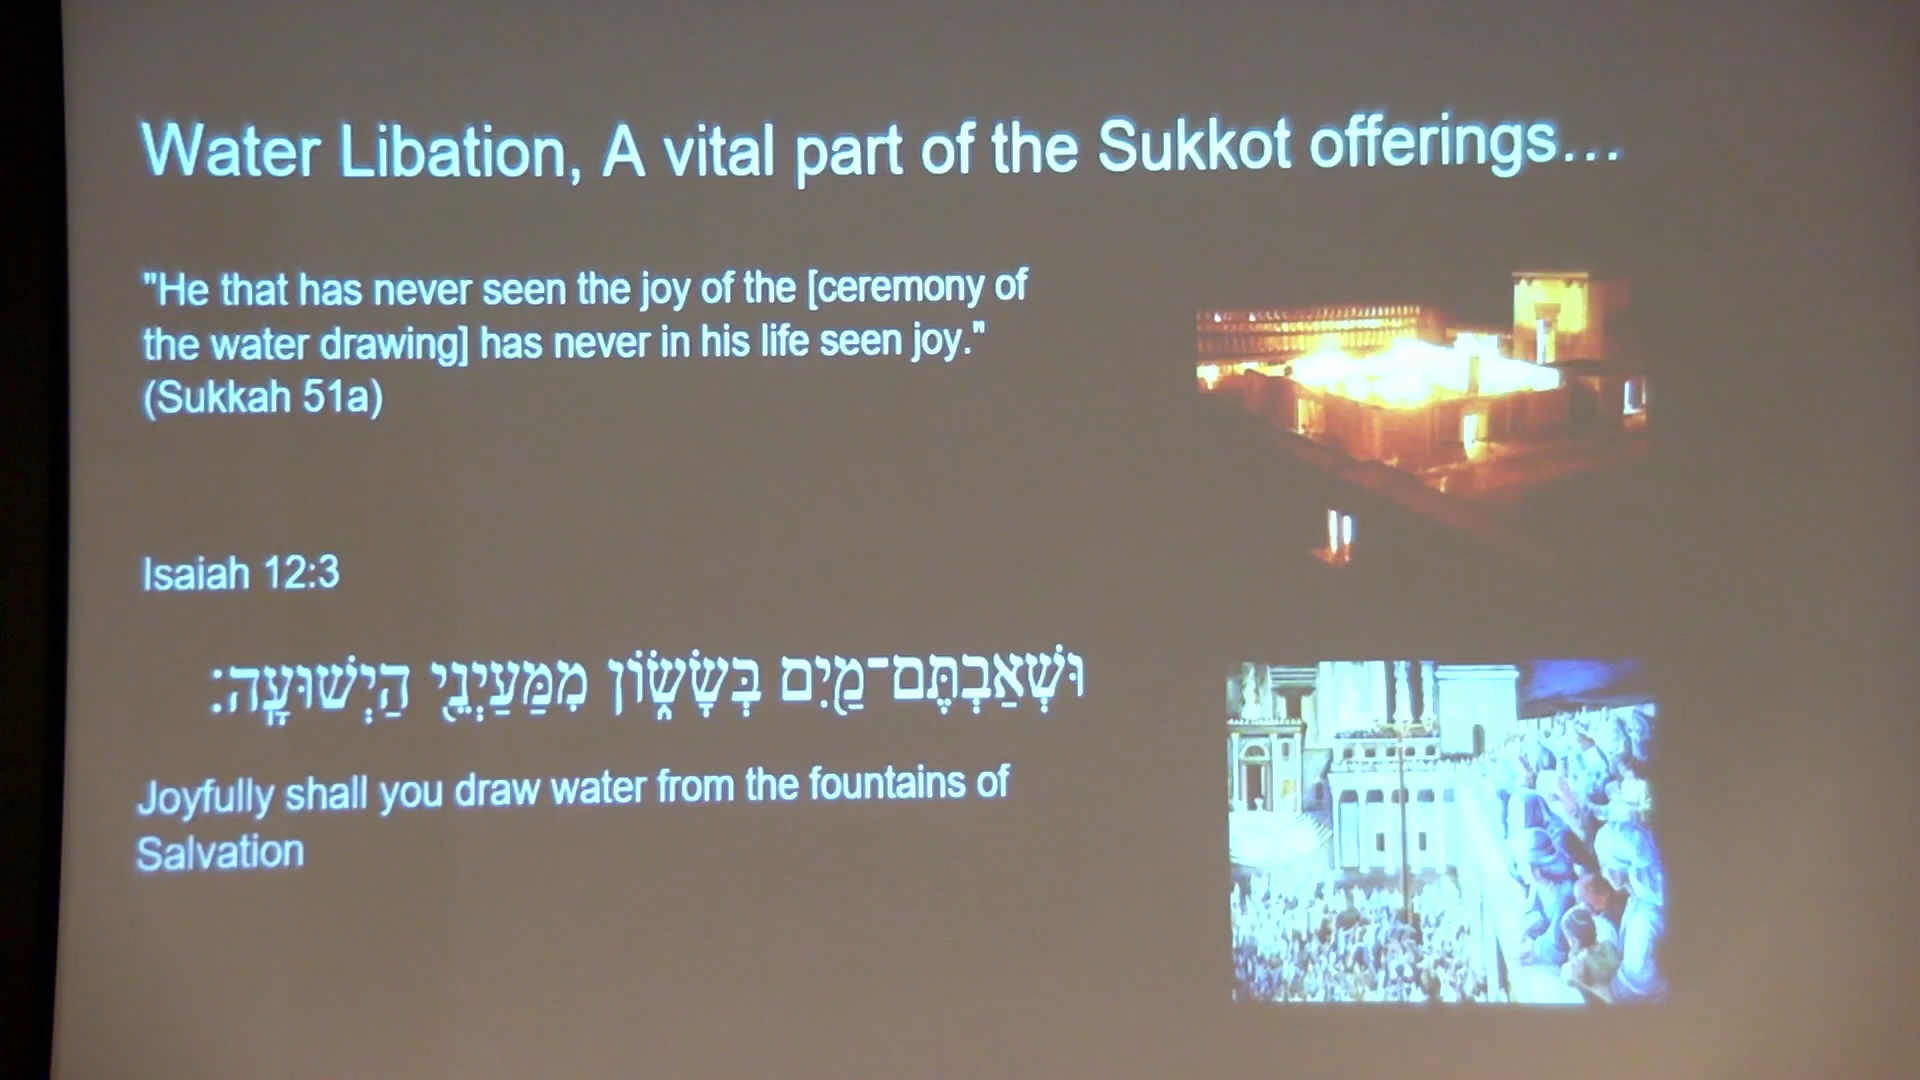 Water Libation, A vital part of the Sukkot offerings…
"He that has never seen the joy of the [ceremony of
the water drawing] has never in his life seen joy."
(Sukkah 51a)
Isaiah 12:3
וּשְׁאַבְתֶּם־מַ֖יִם בְּשָׂשׂ֑וֹן מִמַּעַיְנֵ֖י הַיְשׁוּעָֽה׃
Joyfully shall you draw water from the fountains of
Salvation